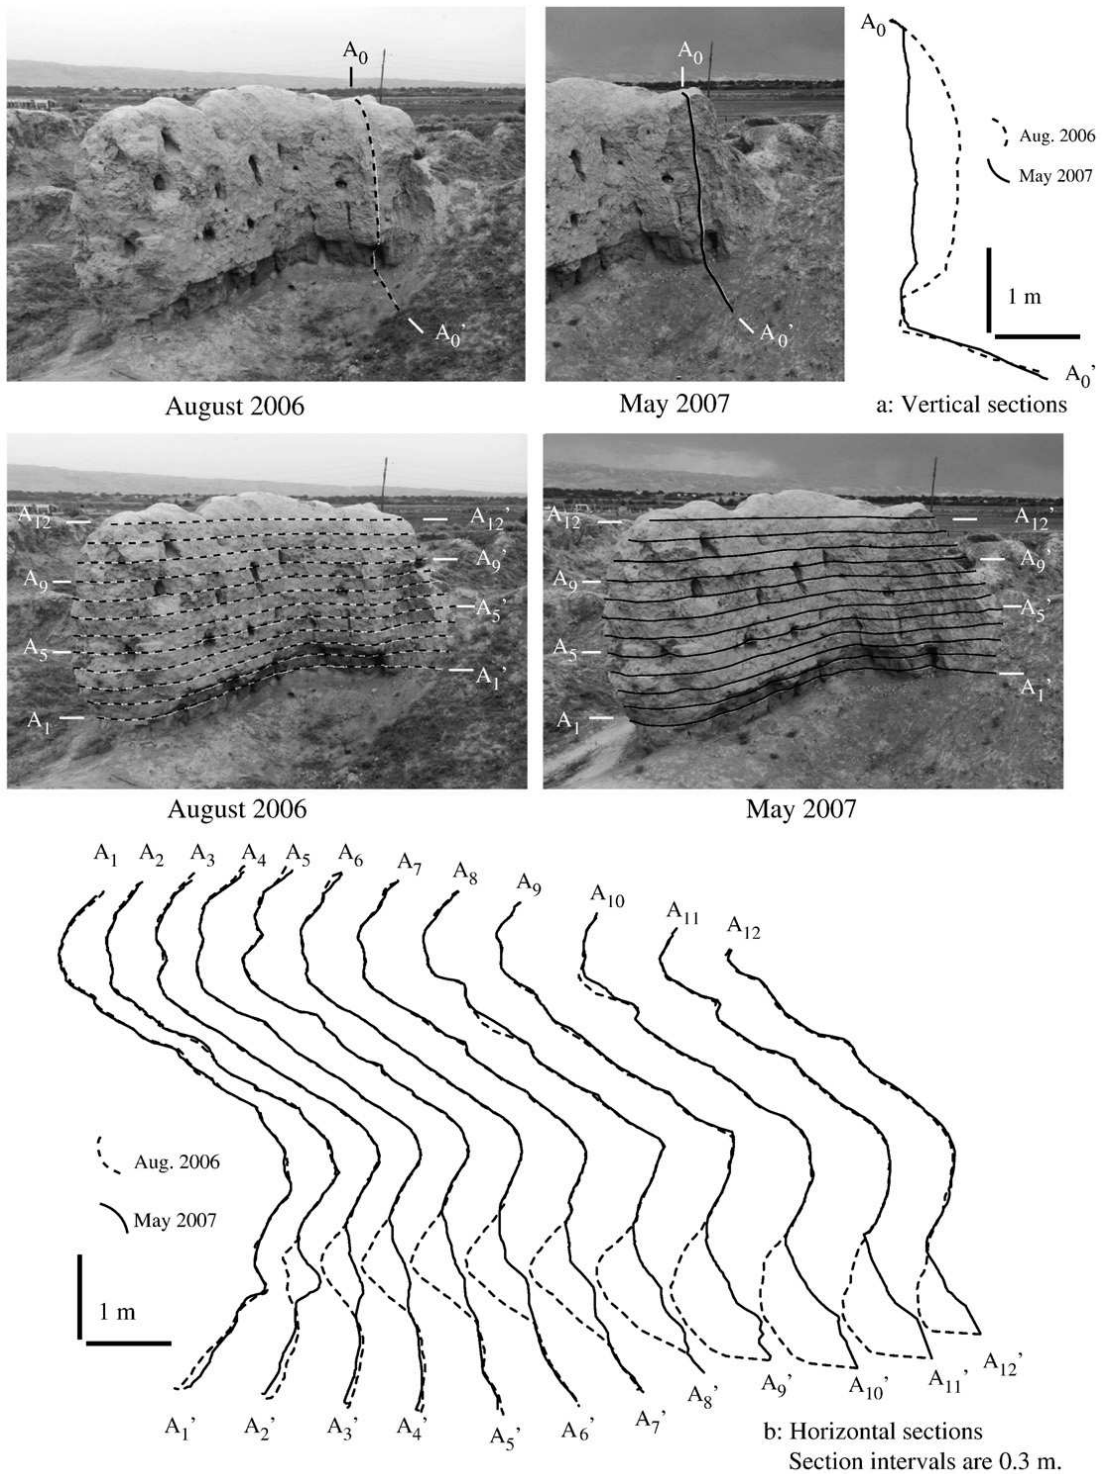 A0
A0
A0
A0'
A0'
Aug. 2006
May 2007
1 m
A0'
August 2006
May 2007
a: Vertical sections
A12
A12'
A9'
A9
A5'
A5
A1'
A1
A12
A12'
A9'
A9
A5'
A5
A1'
A1
August 2006
May 2007
A1 A2 A3 A4 A5 A6 A7 A8 A9 A10 A11 A12
Aug. 2006
May 2007
1 m
A1' A2' A3' A4' A5' A6' A7' A8' A9' A10' A11' A12'
b: Horizontal sections
Section intervals are 0.3 m.